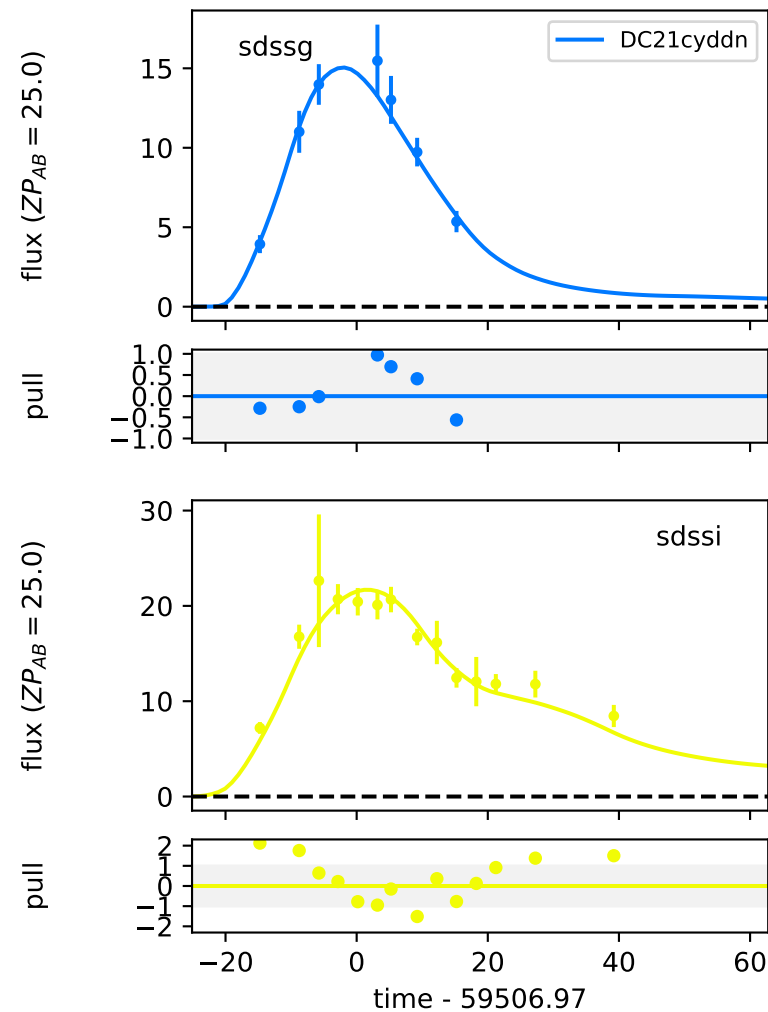 sdssg
DC21cyddn
flux (ZP_AB = 25.0)
15
10
5
0
pull
1.0
0.5
0.0
−0.5
−1.0
sdssi
flux (ZP_AB = 25.0)
30
20
10
0
pull
2
1
0
−1
−2
−20 0 20 40 60
time - 59506.97